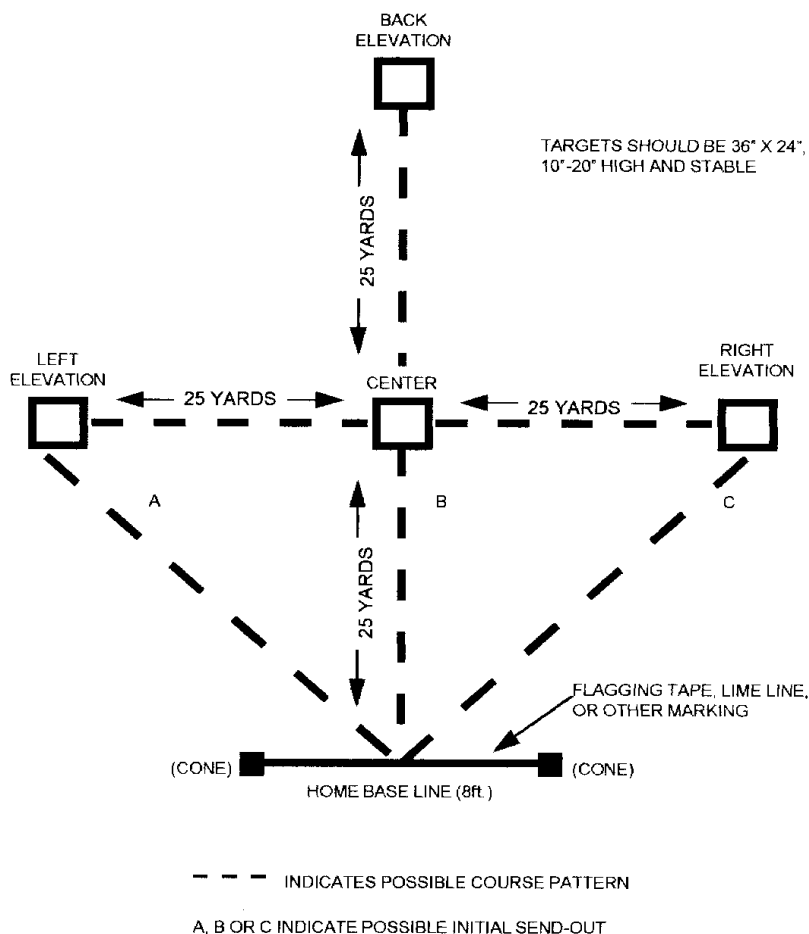 BACK
ELEVATION
TARGETS SHOULD BE 36" X 24",
10"-20" HIGH AND STABLE
25 YARDS
LEFT
ELEVATION
RIGHT
ELEVATION
CENTER
25 YARDS
25 YARDS
A
B
C
25 YARDS
FLAGGING TAPE, LIME LINE,
OR OTHER MARKING
(CONE)
(CONE)
HOME BASE LINE (8ft.)
INDICATES POSSIBLE COURSE PATTERN
A, B OR C INDICATE POSSIBLE INITIAL SEND-OUT